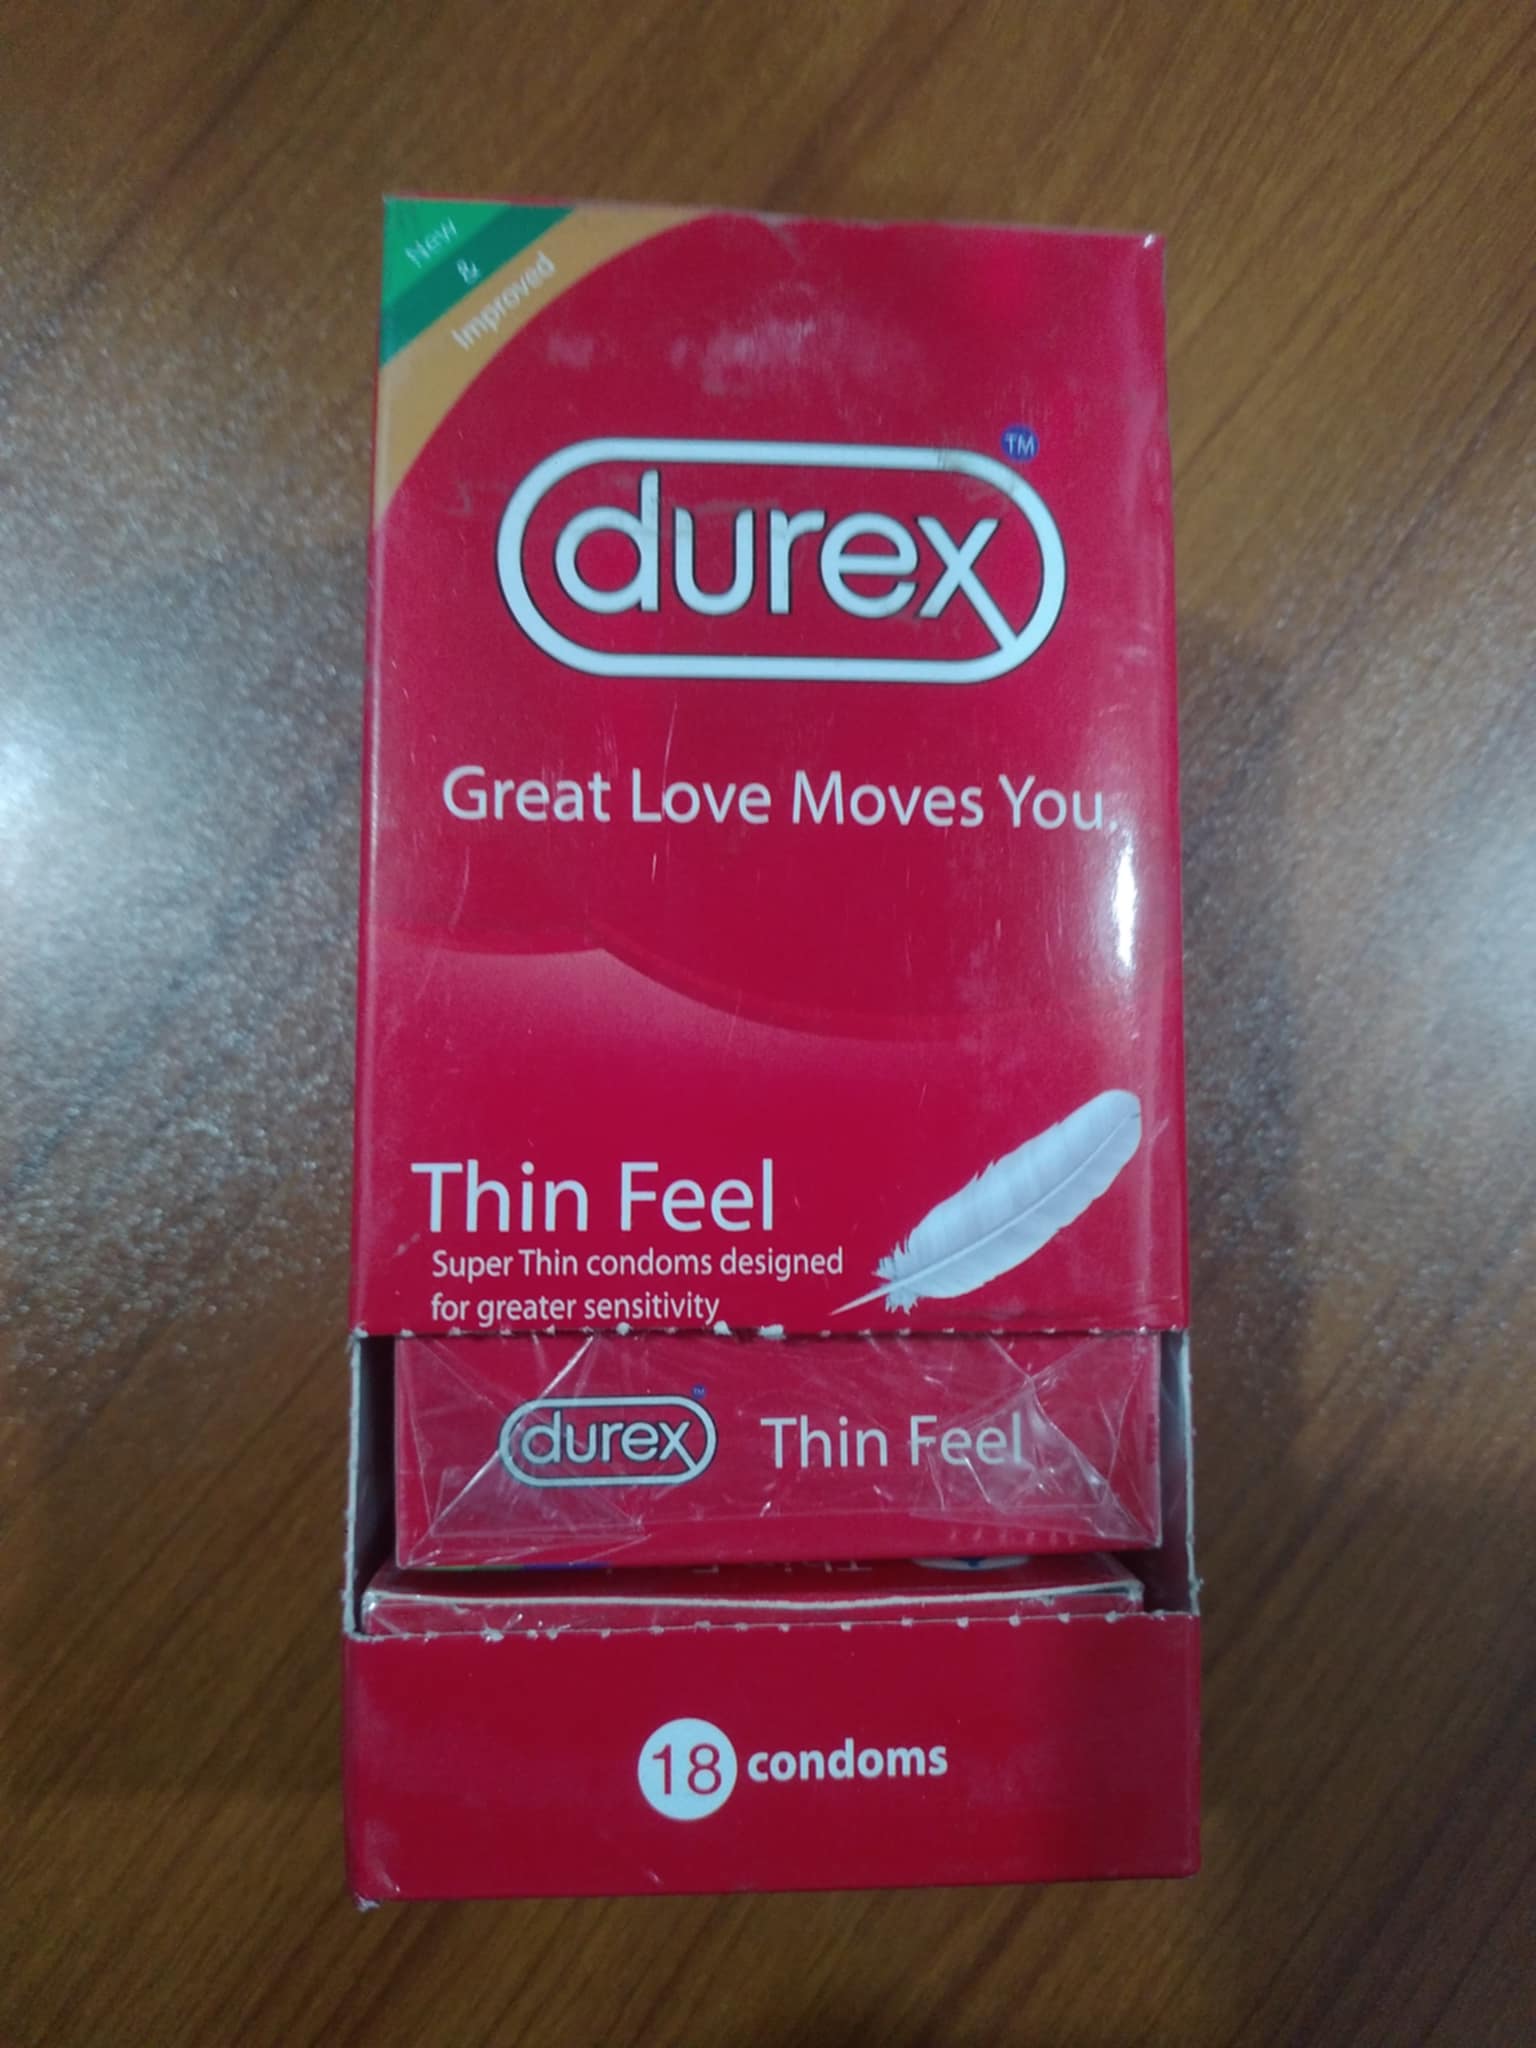 New
&
Improved
durex
TM
Great Love Moves You.
Thin Feel
Super Thin condoms designed
for greater sensitivity
durex TM Thin Feel
18 condoms